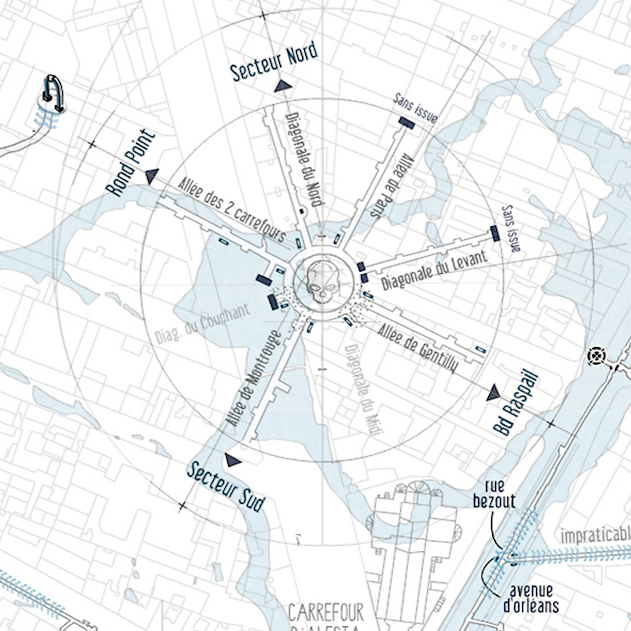 Secteur Nord
Sans issue
Rond Point
Diagonale du Nord
Allée de Paris
Allée des 2 carrefours
Sans issue
Diagonale du Levant
Diag. du Couchant
Allée de Gentilly
Allée de Montrouge
Diagonale du Midi
Bd Raspail
Secteur Sud
rue
bezout
impraticabl
avenue
d'orléans
CARREFOUR
D'ALESIA